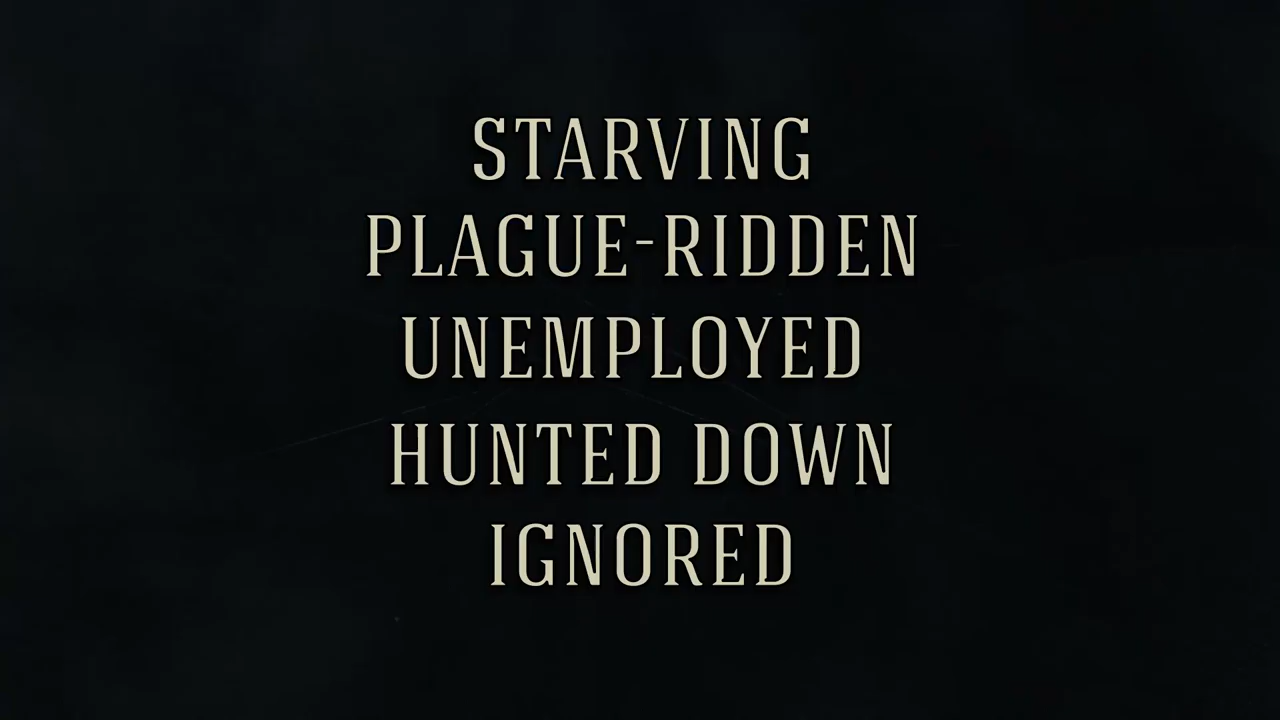 STARVING
PLAGUE-RIDDEN
UNEMPLOYED
HUNTED DOWN
IGNORED